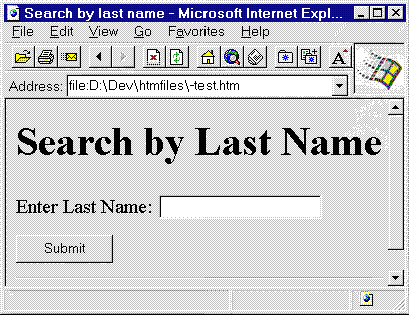 Search by last name - Microsoft Internet Expl...
File Edit View Go Favorites Help
A
Address: file:D:\Dev\htmfiles\~test.htm
Search by Last Name
Enter Last Name:
Submit